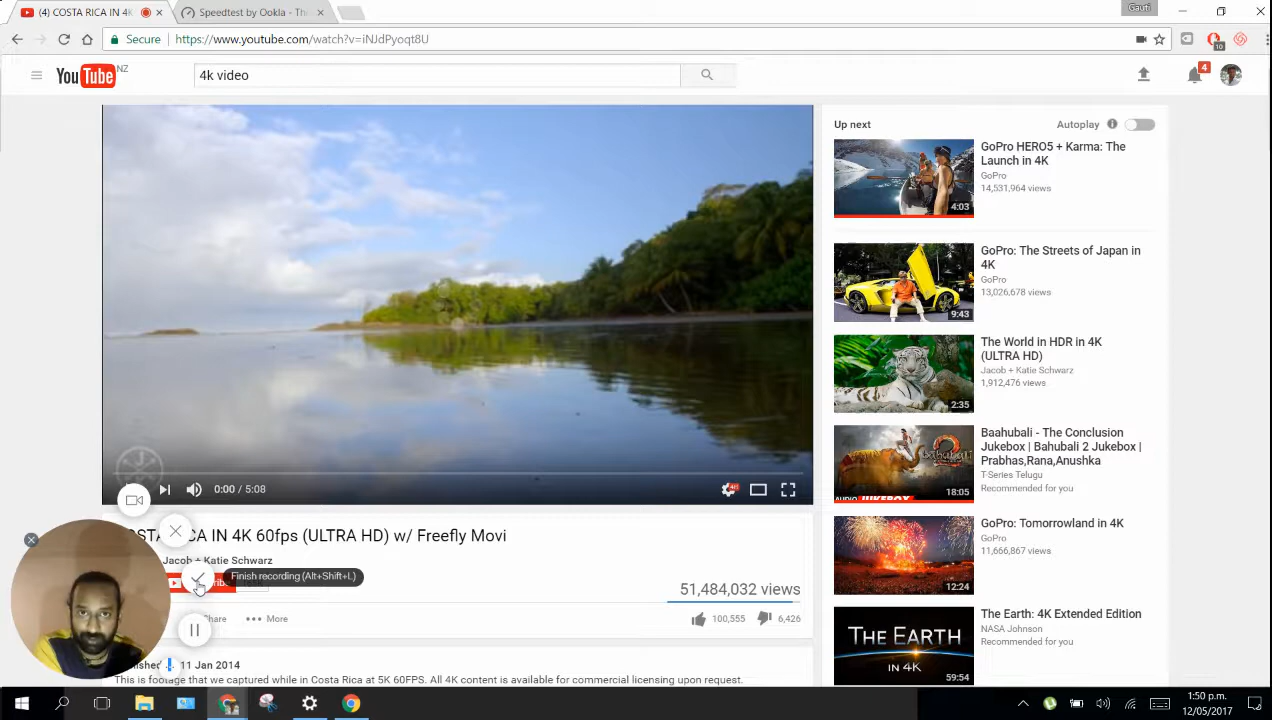 Gauti
(4) COSTA RICA IN 4K
Speedtest by Ookla - The
Secure
https://www.youtube.com/watch?v=iNJdPyoqt8U
10
YouTube NZ
4k video
4
Up next
Autoplay
GoPro HERO5 + Karma: The
Launch in 4K
GoPro
14,531,964 views
4:03
GoPro: The Streets of Japan in
4K
GoPro
13,026,678 views
9:43
The World in HDR in 4K
(ULTRA HD)
Jacob + Katie Schwarz
1,912,476 views
2:35
Baahubali - The Conclusion
Jukebox | Bahubali 2 Jukebox |
Prabhas,Rana,Anushka
T-Series Telugu
Recommended for you
AUDIO JUKEBOX
18:05
GoPro: Tomorrowland in 4K
GoPro
11,666,867 views
12:24
The Earth: 4K Extended Edition
NASA Johnson
Recommended for you
THE EARTH
IN 4K
59:54
0:00 / 5:08
COSTA RICA IN 4K 60fps (ULTRA HD) w/ Freefly Movi
Jacob + Katie Schwarz
Finish recording (Alt+Shift+L)
51,484,032 views
Share
More
100,555
6,426
11 Jan 2014
This is footage that we captured while in Costa Rica at 5K 60FPS. All 4K content is available for commercial licensing upon request.
1:50 p.m.
12/05/2017